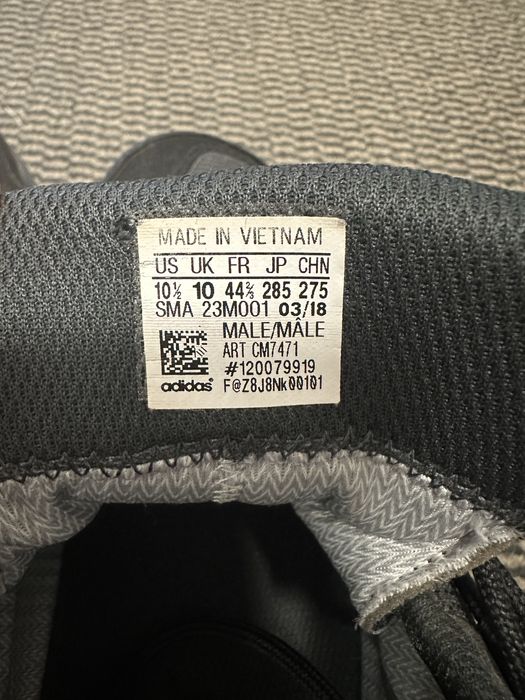 MADE IN VIETNAM
US UK FR JP CHN
10½ 10 44⅔ 285 275
SMA 23M001 03/18
MALE/MÂLE
ART CM7471
#120079919
adidas® F@Z8J8Nk00101